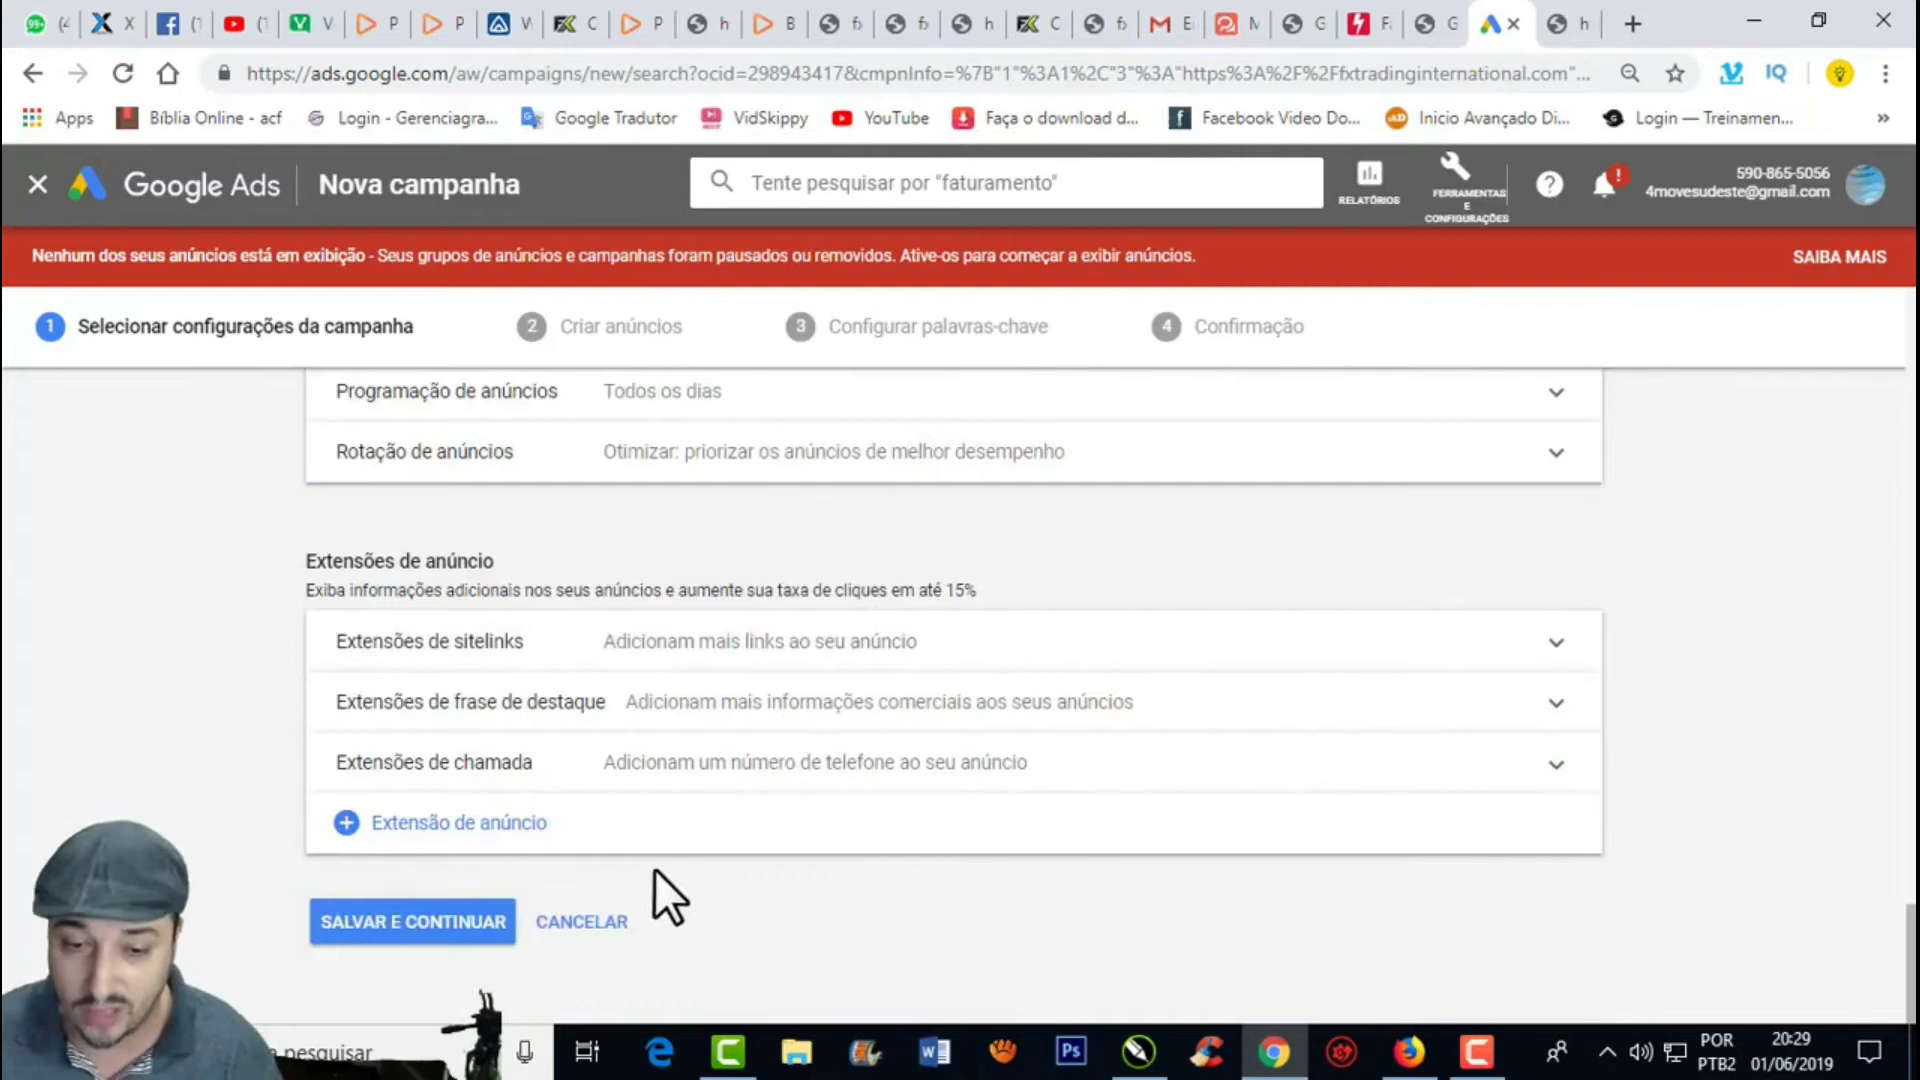 99+ (4 X (1 (1 V P P V C P h B fx fx h C fx E M G F. G h
https://ads.google.com/aw/campaigns/new/search?ocid=298943417&cmpnInfo=%7B"1"%3A1%2C"3"%3A"https%3A%2F%2Ffxtradinginternational.com"...
Apps Bíblia Online - acf Login - Gerenciagra... Google Tradutor VidSkippy YouTube Faça o download d... Facebook Video Do... Inicio Avançado Di... Login — Treinamen... »
Google Ads Nova campanha Tente pesquisar por "faturamento" RELATÓRIOS FERRAMENTAS E CONFIGURAÇÕES 590-865-5056
4movesudeste@gmail.com
Nenhum dos seus anúncios está em exibição - Seus grupos de anúncios e campanhas foram pausados ou removidos. Ative-os para começar a exibir anúncios. SAIBA MAIS
1 Selecionar configurações da campanha 2 Criar anúncios 3 Configurar palavras-chave 4 Confirmação
Programação de anúncios Todos os dias
Rotação de anúncios Otimizar: priorizar os anúncios de melhor desempenho
Extensões de anúncio
Exiba informações adicionais nos seus anúncios e aumente sua taxa de cliques em até 15%
Extensões de sitelinks Adicionam mais links ao seu anúncio
Extensões de frase de destaque Adicionam mais informações comerciais aos seus anúncios
Extensões de chamada Adicionam um número de telefone ao seu anúncio
Extensão de anúncio
SALVAR E CONTINUAR CANCELAR
pesquisar Ps POR 20:29
PTB2 01/06/2019